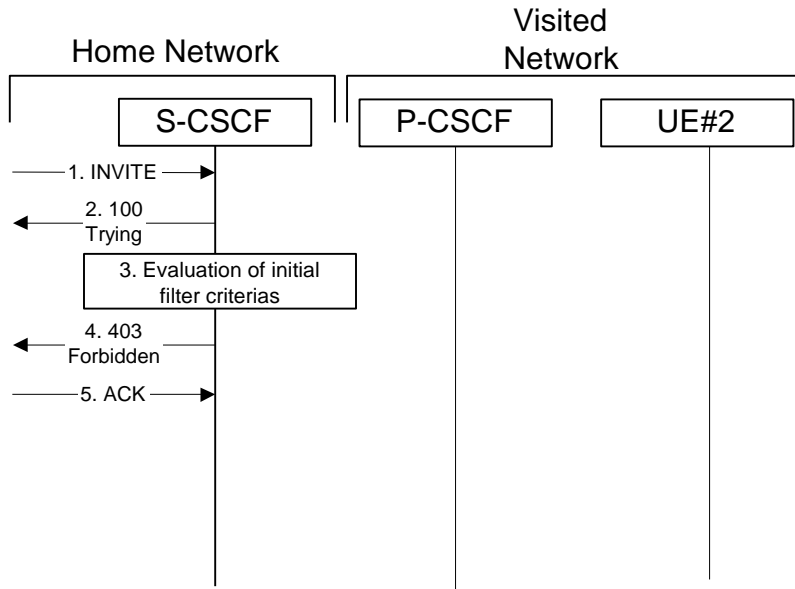 Visited
Network
Home Network
S-CSCF
P-CSCF
UE#2
1. INVITE
2. 100
Trying
3. Evaluation of initial
filter criterias
4. 403
Forbidden
5. ACK